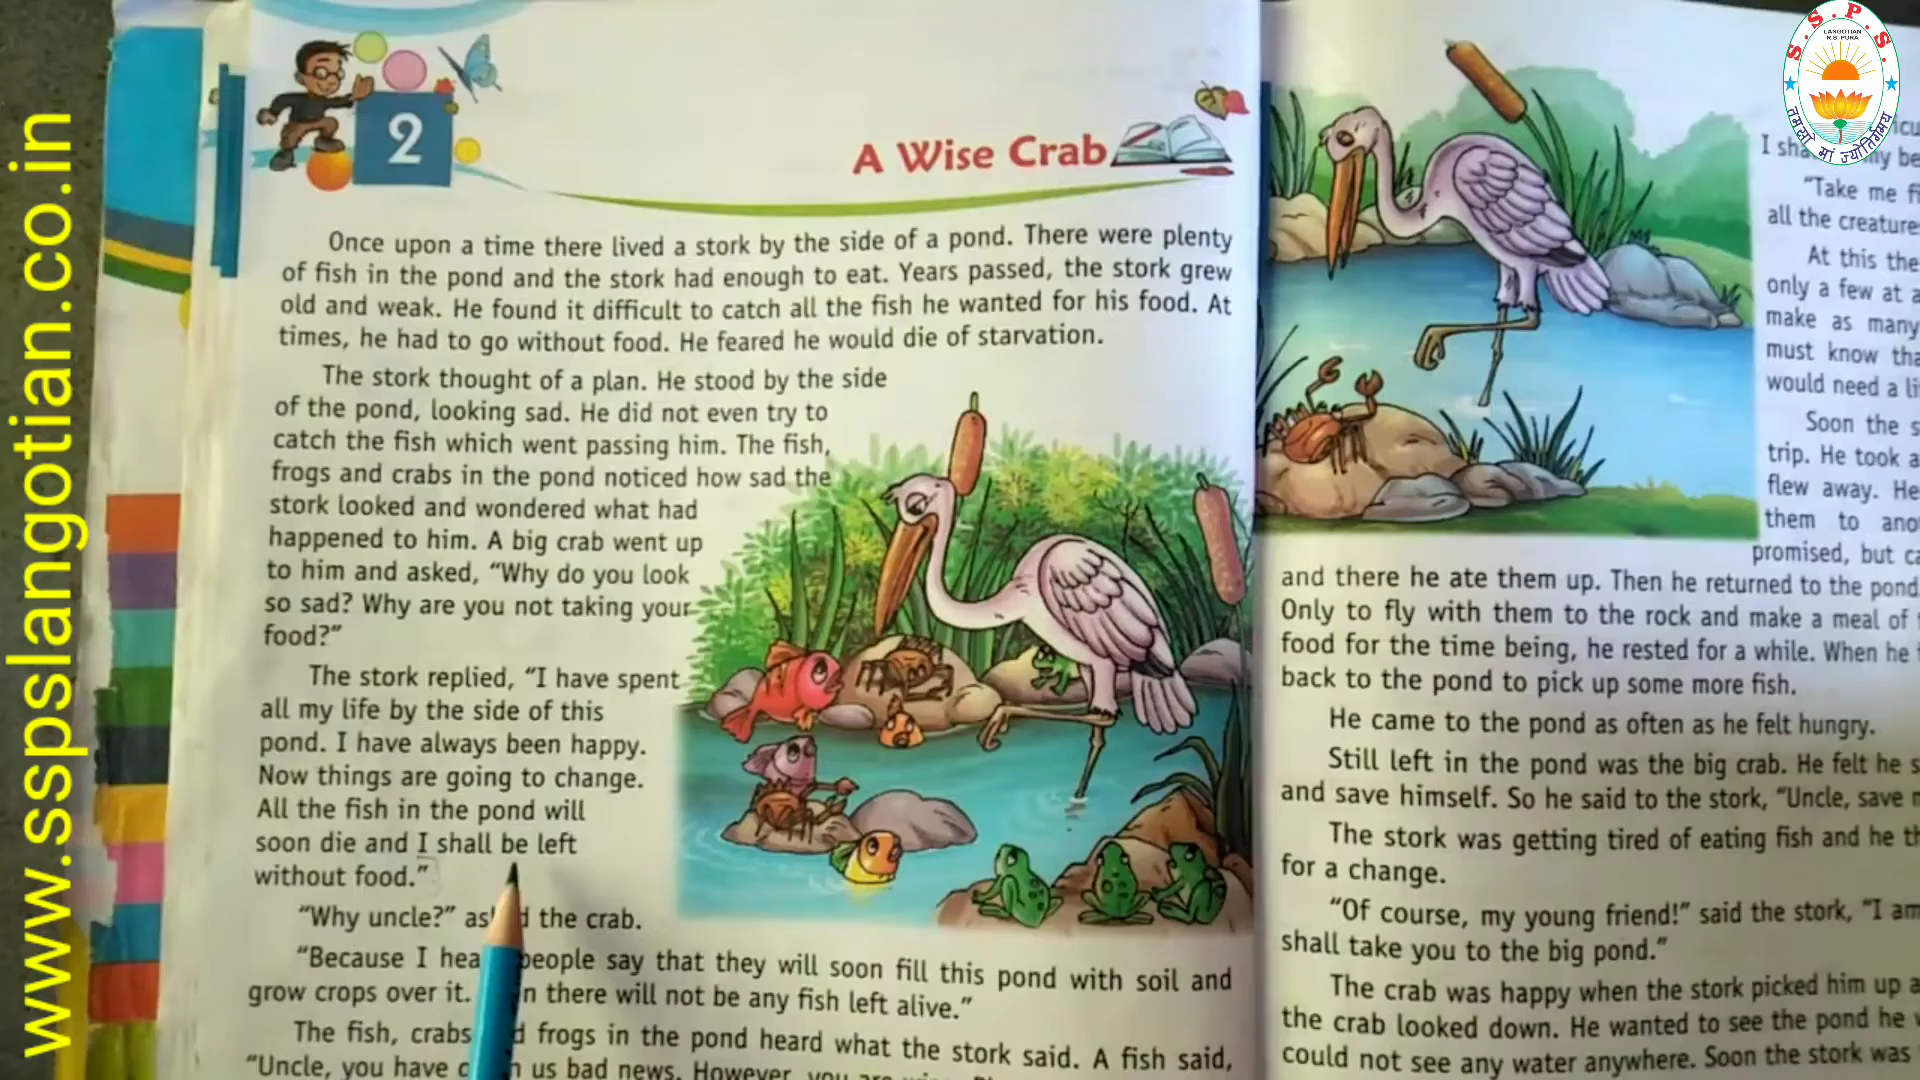 www.sspslangotian.co.in
2
A Wise Crab
Once upon a time there lived a stork by the side of a pond. There were plenty
of fish in the pond and the stork had enough to eat. Years passed, the stork grew
old and weak. He found it difficult to catch all the fish he wanted for his food. At
times, he had to go without food. He feared he would die of starvation.
The stork thought of a plan. He stood by the side
of the pond, looking sad. He did not even try to
catch the fish which went passing him. The fish,
frogs and crabs in the pond noticed how sad the
stork looked and wondered what had
happened to him. A big crab went up
to him and asked, “Why do you look
so sad? Why are you not taking your
food?”
The stork replied, “I have spent
all my life by the side of this
pond. I have always been happy.
Now things are going to change.
All the fish in the pond will
soon die and I shall be left
without food.”
“Why uncle?” as the crab.
“Because I hea people say that they will soon fill this pond with soil and
grow crops over it. n there will not be any fish left alive.”
The fish, crabs d frogs in the pond heard what the stork said. A fish said,
“Uncle, you have us bad news. However, you are
S.S.P.S.
LANGOTIAN
R.S. PURA
तमसो मां ज्योतिर्गमय
I sha my be
“Take me fi
all the creature
At this the
only a few at a
make as many
must know tha
would need a li
Soon the s
trip. He took a
flew away. He
them to ano
promised, but ca
and there he ate them up. Then he returned to the pond
Only to fly with them to the rock and make a meal of
food for the time being, he rested for a while. When he
back to the pond to pick up some more fish.
He came to the pond as often as he felt hungry.
Still left in the pond was the big crab. He felt he s
and save himself. So he said to the stork, “Uncle, save
The stork was getting tired of eating fish and he th
for a change.
“Of course, my young friend!” said the stork, “I am
shall take you to the big pond.”
The crab was happy when the stork picked him up a
the crab looked down. He wanted to see the pond he
could not see any water anywhere. Soon the stork was